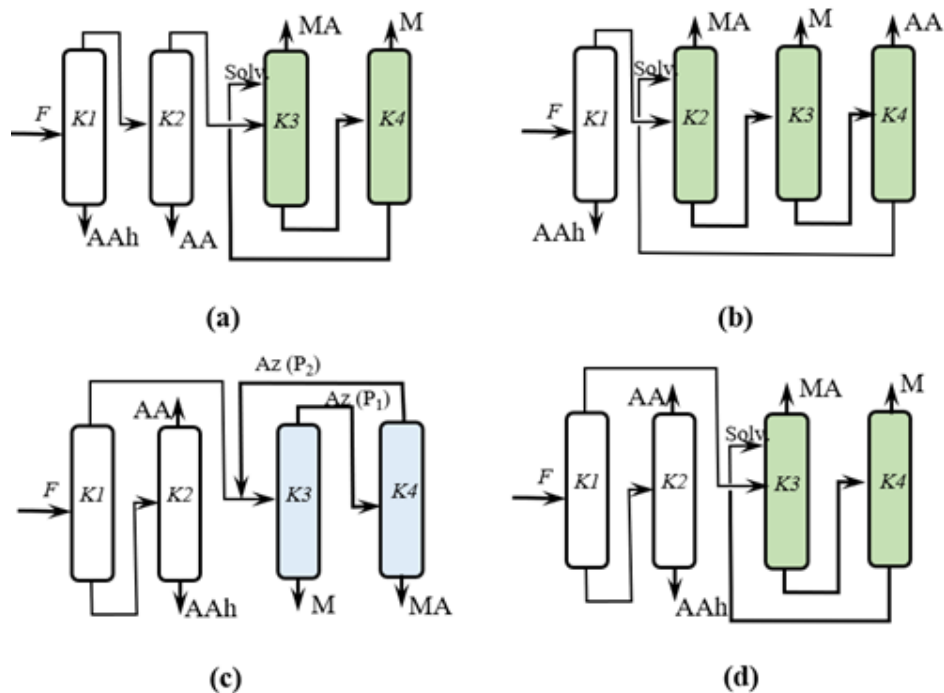 MA M
K1 K2 Solv. K3 K4
F
AAh AA
(a)
MA M AA
K1 Solv. K2 K3 K4
F
AAh
(b)
Az (P₂)
AA Az (P₁)
F K1 K2 K3 K4
AAh M MA
(c)
AA MA M
Solv.
F K1 K2 K3 K4
AAh
(d)